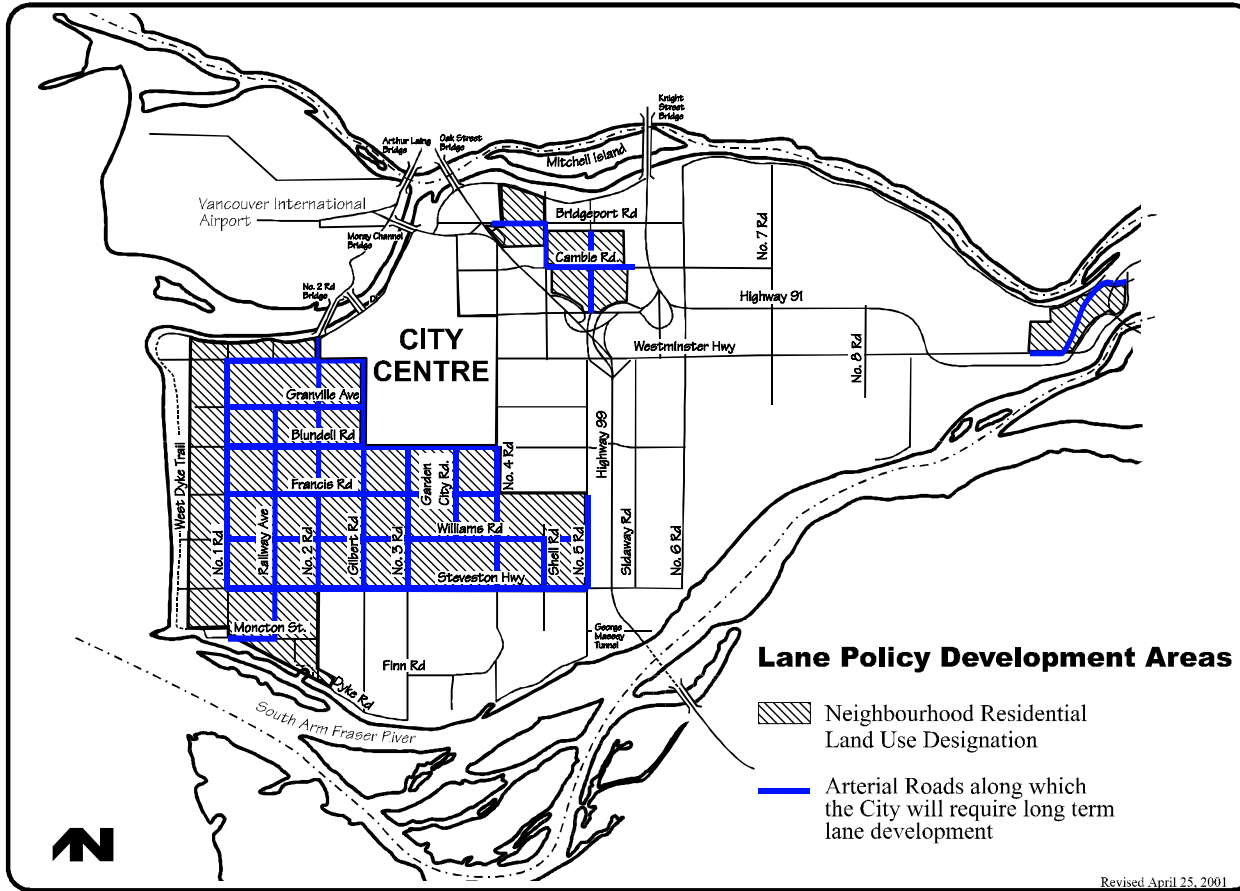 Knight
Street
Bridge
Arthur Laing
Bridge
Oak Street
Bridge
Mitchell Island
Vancouver International
Airport
Moray Channel
Bridge
Bridgeport Rd
No. 7 Rd
Cambie Rd.
No. 2 Rd
Bridge
Highway 91
CITY
CENTRE
Westminster Hwy
No. 8 Rd
Granville Ave
Blundell Rd
West Dyke Trail
Francis Rd
Garden
City Rd.
No. 4 Rd
Highway 99
Williams Rd
No. 1 Rd
Railway Ave
No. 2 Rd
Gilbert Rd
No. 3 Rd
Shell Rd
No. 5 Rd
Sidaway Rd
No. 6 Rd
Steveston Hwy
Moncton St.
George
Massey
Tunnel
Finn Rd
Dyke Rd
South Arm Fraser River
Lane Policy Development Areas
Neighbourhood Residential
Land Use Designation
Arterial Roads along which
the City will require long term
lane development
N
Revised April 25, 2001